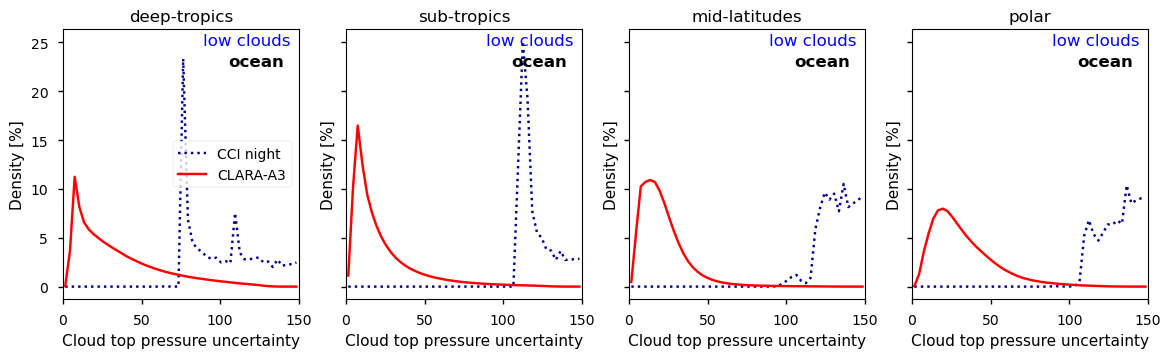 deep-tropics
sub-tropics
mid-latitudes
polar
low clouds
ocean
low clouds
ocean
low clouds
ocean
low clouds
ocean
CCI night
CLARA-A3
Density [%]
Density [%]
Density [%]
Density [%]
25
20
15
10
5
0
0 50 100 150
0 50 100 150
0 50 100 150
0 50 100 150
Cloud top pressure uncertainty
Cloud top pressure uncertainty
Cloud top pressure uncertainty
Cloud top pressure uncertainty